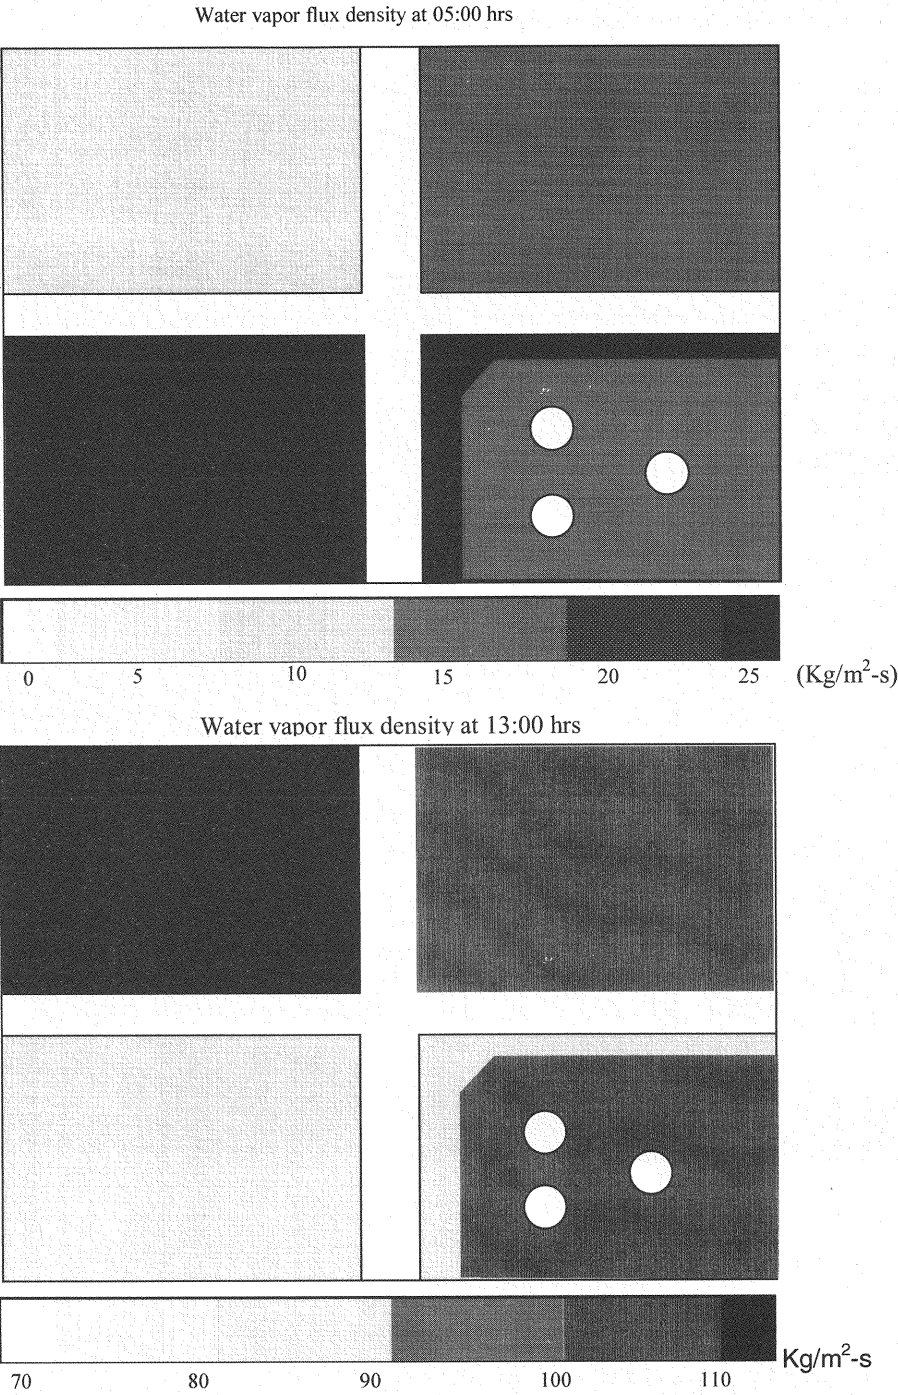 Water vapor flux density at 05:00 hrs
0 5 10 15 20 25 (Kg/m²-s)
Water vapor flux density at 13:00 hrs
70 80 90 100 110 Kg/m²-s